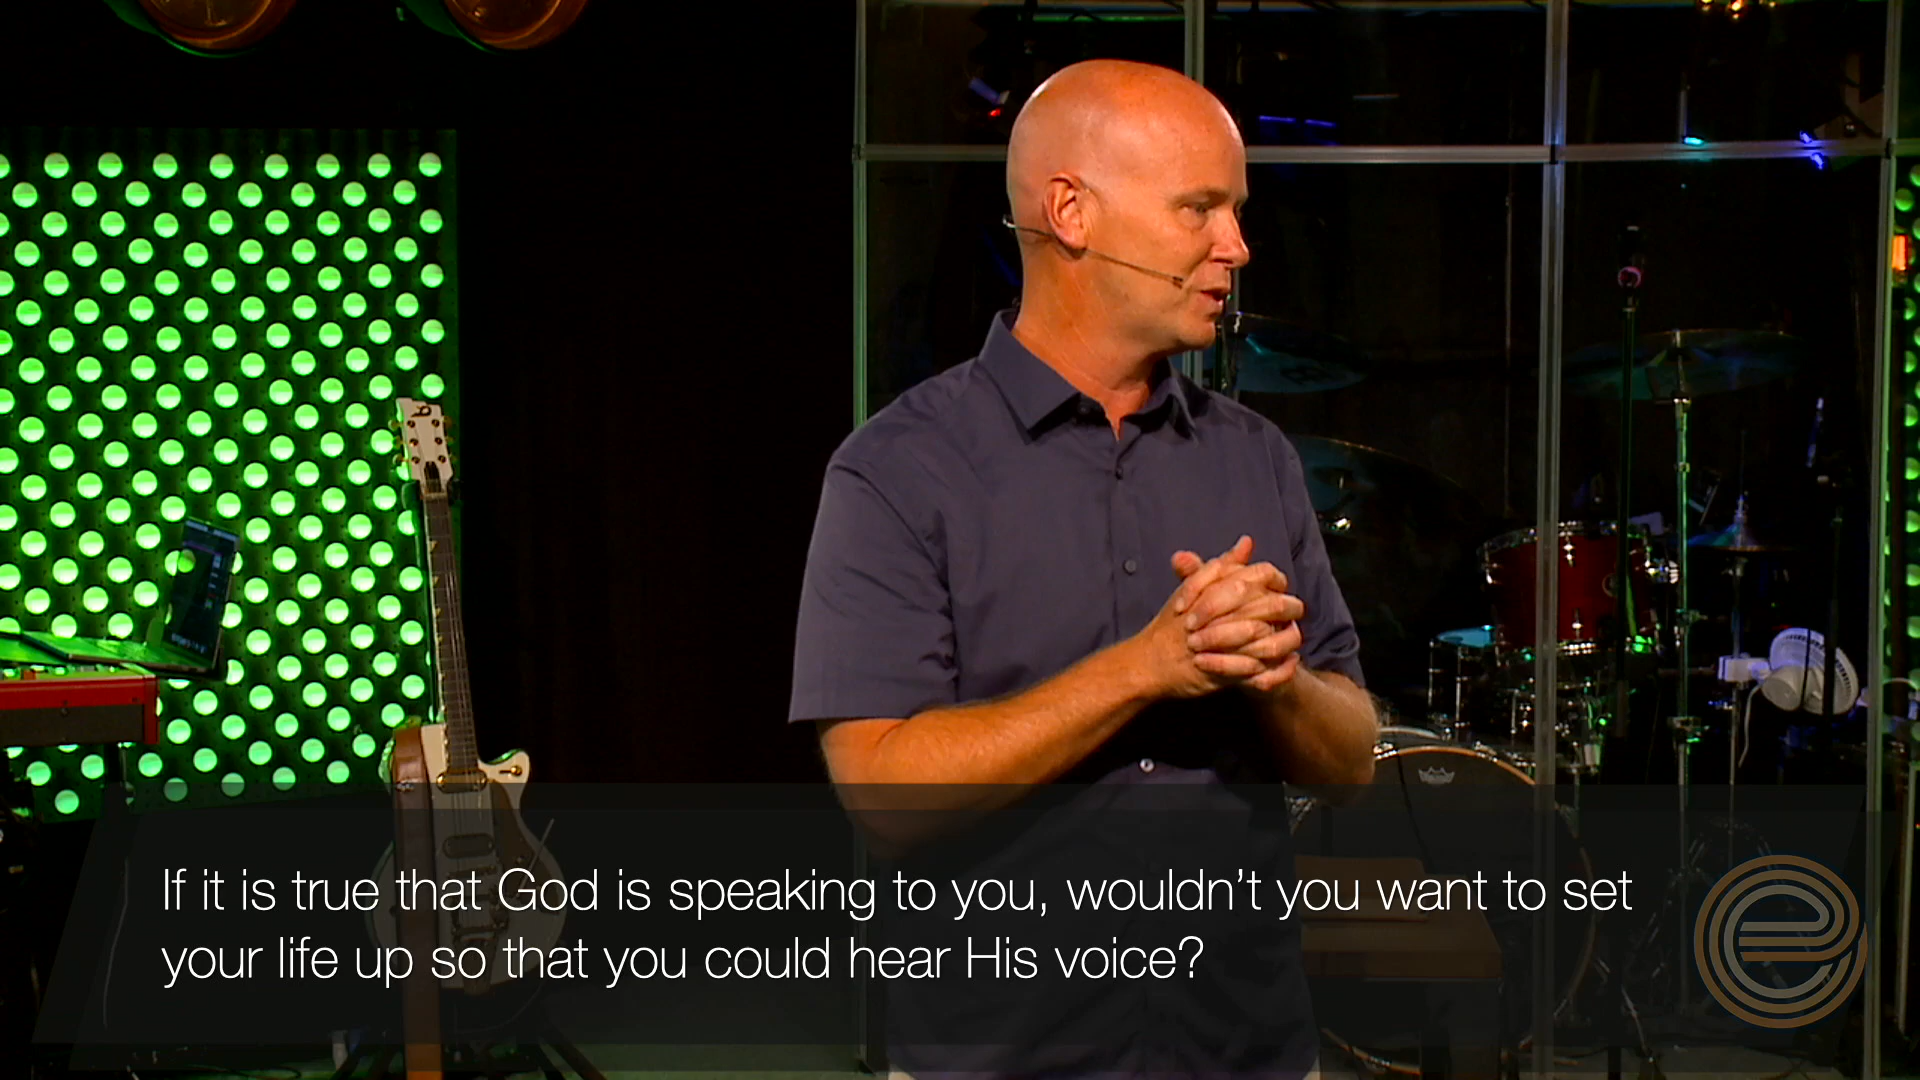 If it is true that God is speaking to you, wouldn’t you want to set
your life up so that you could hear His voice?